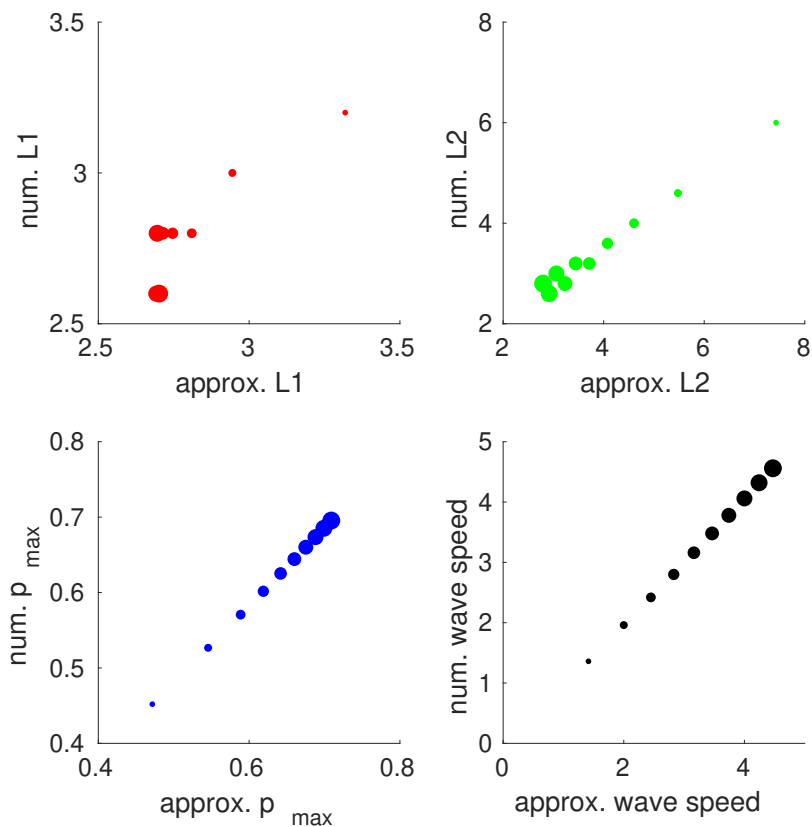 3.5
3
2.5
num. L1
2.5 3 3.5
approx. L1
8
6
4
2
num. L2
2 4 6 8
approx. L2
0.8
0.7
0.6
0.5
0.4
num. p max
0.4 0.6 0.8
approx. p max
5
4
3
2
1
0
num. wave speed
0 2 4
approx. wave speed